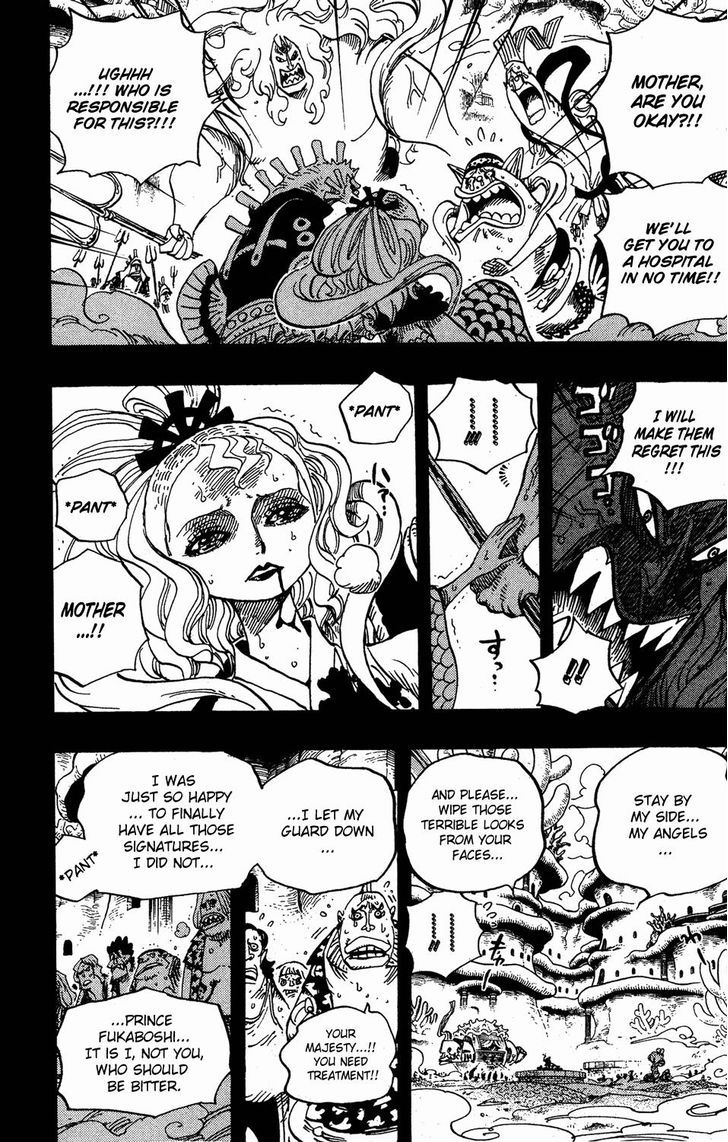 MOTHER,
ARE YOU
OKAY?!!
UGHHH
...!!! WHO IS
RESPONSIBLE
FOR THIS?!!!
WE'LL
GET YOU TO
A HOSPITAL
IN NO TIME!!
I WILL
MAKE THEM
REGRET THIS
!!!
!!
!!!
すっ…
*PANT*
*PANT*
MOTHER
...!!
STAY BY
MY SIDE...
MY ANGELS
AND PLEASE...
WIPE THOSE
TERRIBLE LOOKS
FROM YOUR
FACES...
...I LET MY
GUARD DOWN
...
YOUR
MAJESTY...!!
YOU NEED
TREATMENT!!
I WAS
JUST SO HAPPY
... TO FINALLY
HAVE ALL THOSE
SIGNATURES...
I DID NOT...
*PANT*
...PRINCE
FUKABOSHI...
IT IS I, NOT YOU,
WHO SHOULD
BE BITTER.